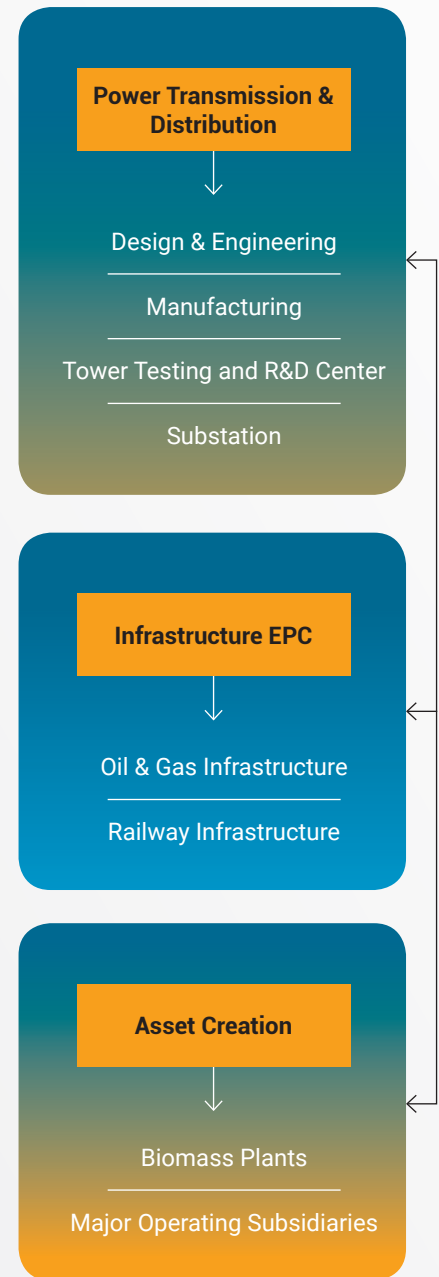 Power Transmission &
Distribution
Design & Engineering
Manufacturing
Tower Testing and R&D Center
Substation
Infrastructure EPC
Oil & Gas Infrastructure
Railway Infrastructure
Asset Creation
Biomass Plants
Major Operating Subsidiaries